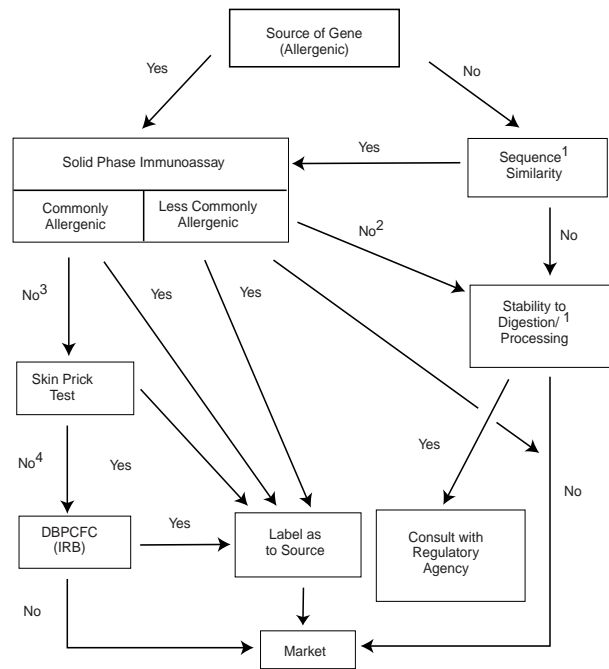 Source of Gene
(Allergenic)
Yes
No
Solid Phase Immunoassay
Yes
Sequence1
Similarity
Commonly
Allergenic
Less Commonly
Allergenic
No2
No
No3
Yes
Yes
Stability to
Digestion/ 1
Processing
Skin Prick
Test
No4
Yes
Yes
No
DBPCFC
(IRB)
Yes
Label as
to Source
Consult with
Regulatory
Agency
No
Market